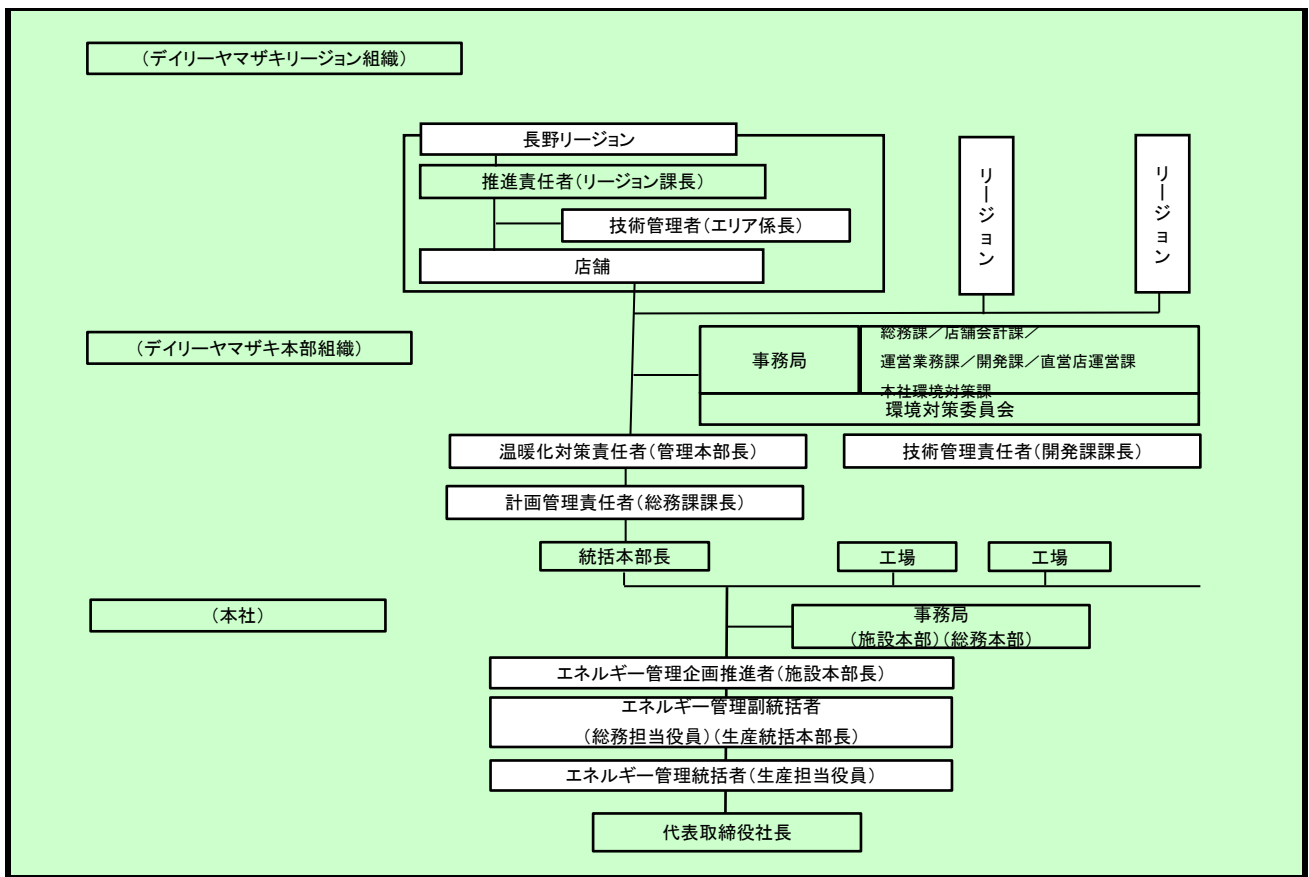 （デイリーヤマザキリージョン組織）
長野リージョン
推進責任者（リージョン課長）
技術管理者（エリア係長）
店舗
リージョン
リージョン
（デイリーヤマザキ本部組織）
事務局
総務課／店舗会計課／
運営業務課／開発課／直営店運営課
本社環境対策課
環境対策委員会
温暖化対策責任者（管理本部長）
技術管理責任者（開発課課長）
計画管理責任者（総務課課長）
統括本部長
工場
工場
（本社）
事務局
（施設本部）（総務本部）
エネルギー管理企画推進者（施設本部長）
エネルギー管理副統括者
（総務担当役員）（生産統括本部長）
エネルギー管理統括者（生産担当役員）
代表取締役社長